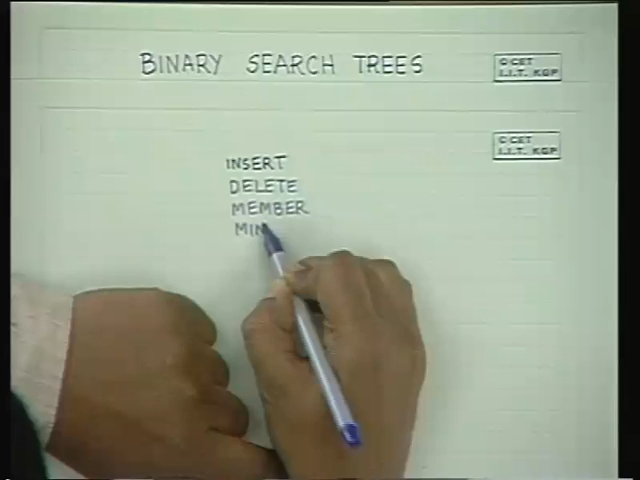 BINARY SEARCH TREES
© CET
I.I.T. KGP
© CET
I.I.T. KGP
INSERT
DELETE
MEMBER
MIN